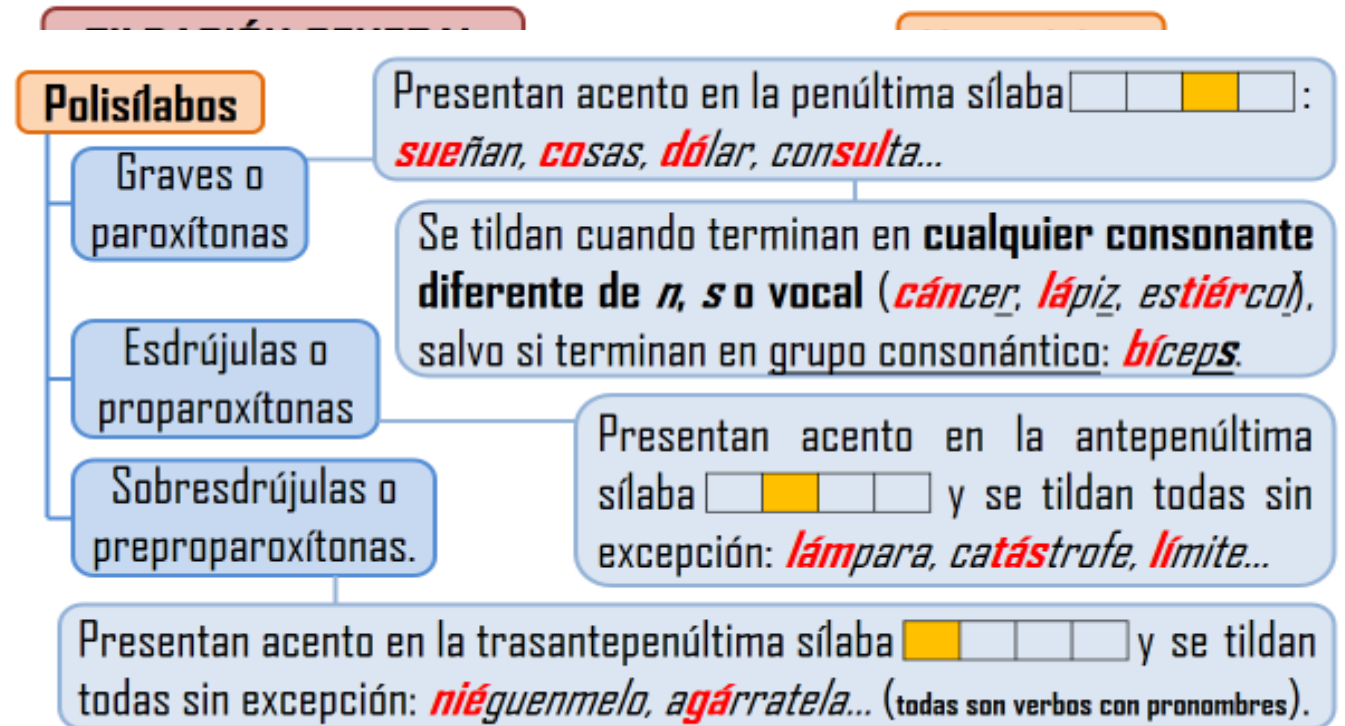 Polisílabos
Presentan acento en la penúltima sílaba :
sueñan, cosas, dólar, consulta...
Graves o
paroxítonas
Se tildan cuando terminan en cualquier consonante
diferente de n, s o vocal (cáncer, lápiz, estiércol),
salvo si terminan en grupo consonántico: bíceps.
Esdrújulas o
proparoxítonas
Presentan acento en la antepenúltima
sílaba y se tildan todas sin
excepción: lámpara, catástrofe, límite...
Sobresdrújulas o
preproparoxítonas.
Presentan acento en la trasantepenúltima sílaba y se tildan
todas sin excepción: niéguenmelo, agárratela... (todas son verbos con pronombres).